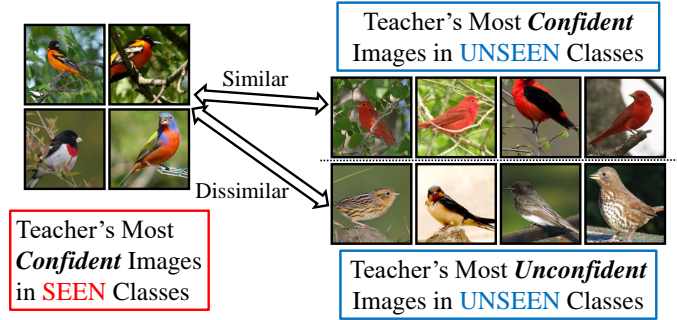 Teacher's Most Confident
Images in UNSEEN Classes
Similar
Dissimilar
Teacher's Most
Confident Images
in SEEN Classes
Teacher's Most Unconfident
Images in UNSEEN Classes